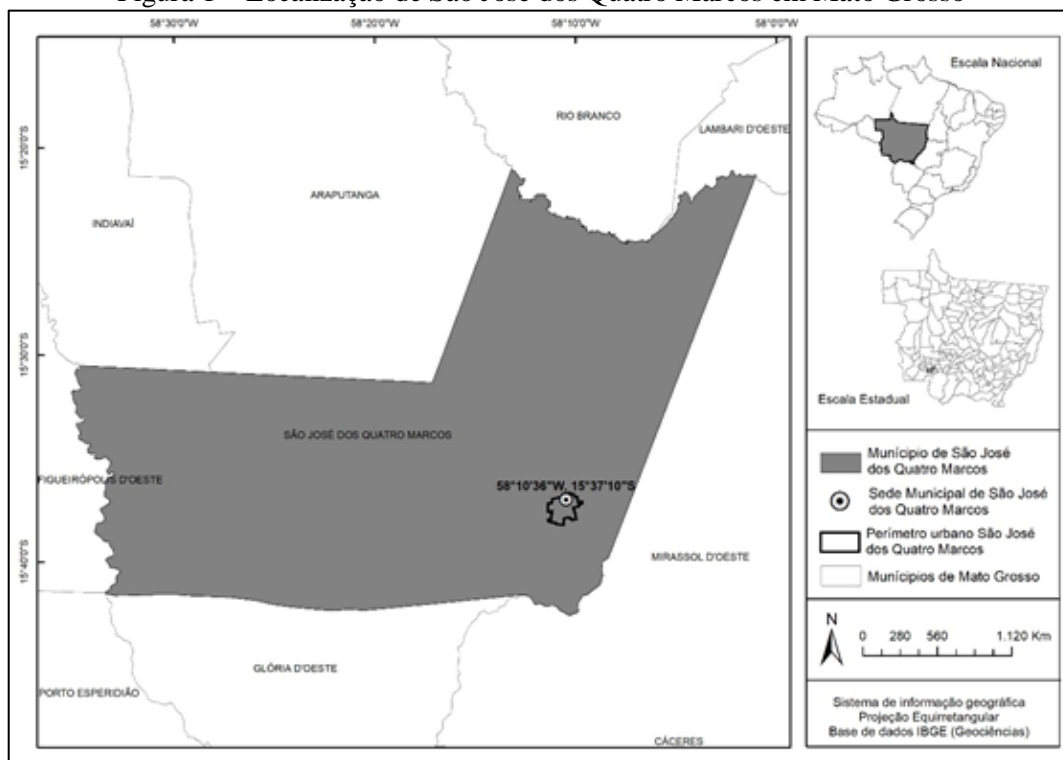 Figura 1 – Localização de São José dos Quatro Marcos em Mato Grosso
58°30'0"W
58°20'0"W
58°10'0"W
58°0'0"W
15°20'0"S
15°30'0"S
15°40'0"S
RIO BRANCO
LAMBARI D'OESTE
ARAPUTANGA
INDIAVAÍ
SÃO JOSÉ DOS QUATRO MARCOS
FIGUEIRÓPOLIS D'OESTE
58°10'36"W, 15°37'10"S
MIRASSOL D'OESTE
GLÓRIA D'OESTE
PORTO ESPERIDIÃO
CÁCERES
Escala Nacional
Escala Estadual
Munícipio de São José
dos Quatro Marcos
Sede Municipal de São José
dos Quatro Marcos
Perímetro urbano São José
dos Quatro Marcos
Munícipios de Mato Grosso
N
0 280 560 1.120 Km
Sistema de informação geográfica
Projeção Equirretangular
Base de dados IBGE (Geociências)